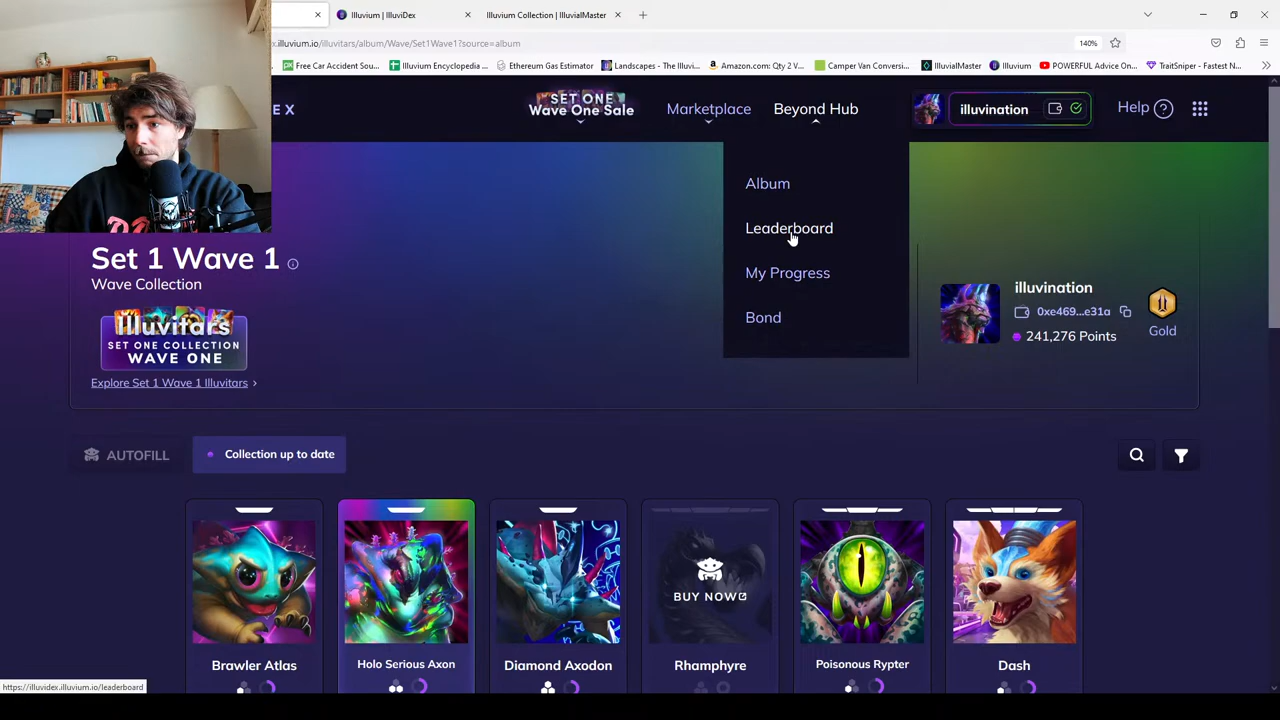 Illuvium | IlluviDex
Illuvium Collection | IlluvialMaster
ex.illuvium.io/illuvitars/album/Wave/Set1Wave1?source=album
140%
Free Car Accident Sou...
Illuvium Encyclopedia ...
Ethereum Gas Estimator
Landscapes - The Illuvi...
Amazon.com: Qty 2 V...
Camper Van Conversi...
IlluvialMaster
Illuvium
POWERFUL Advice On...
TraitSniper - Fastest N...
EX
SET ONE
Wave One Sale
Marketplace
Beyond Hub
illuvination
Help
Album
Leaderboard
My Progress
Bond
Set 1 Wave 1
Wave Collection
Illuvitars
SET ONE COLLECTION
WAVE ONE
Explore Set 1 Wave 1 Illuvitars
illuvination
0xe469...e31a
241,276 Points
Gold
AUTOFILL
Collection up to date
BUY NOW
Brawler Atlas
Holo Serious Axon
Diamond Axodon
Rhamphyre
Poisonous Rypter
Dash
https://illuvidex.illuvium.io/leaderboard